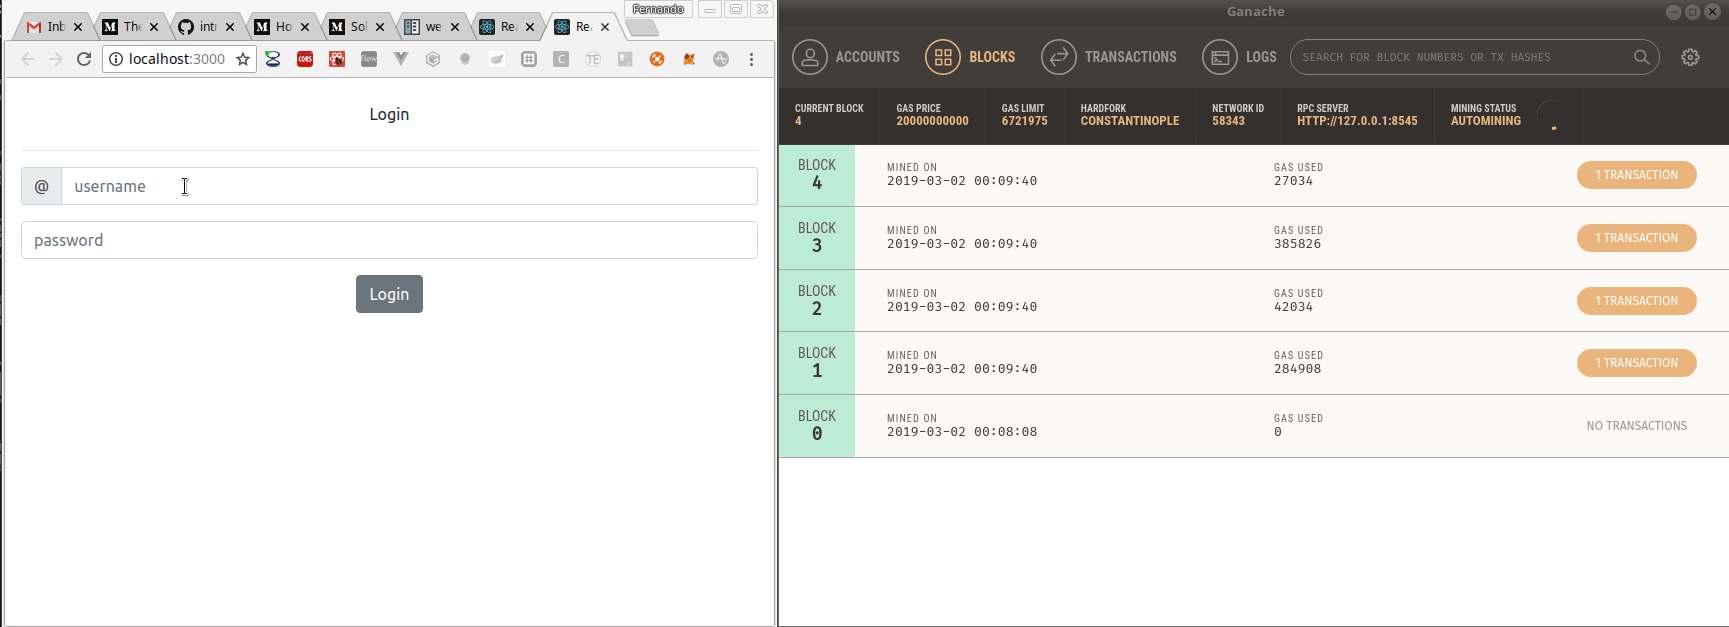 Fernando
Inb
The
int
Ho
Sol
we
Rea
Rea
localhost:3000
Login
@ username
password
Login
Ganache
ACCOUNTS
BLOCKS
TRANSACTIONS
LOGS
SEARCH FOR BLOCK NUMBERS OR TX HASHES
CURRENT BLOCK
4
GAS PRICE
20000000000
GAS LIMIT
6721975
HARDFORK
CONSTANTINOPLE
NETWORK ID
58343
RPC SERVER
HTTP://127.0.0.1:8545
MINING STATUS
AUTOMINING
BLOCK
4
MINED ON
2019-03-02 00:09:40
GAS USED
27034
1 TRANSACTION
BLOCK
3
MINED ON
2019-03-02 00:09:40
GAS USED
385826
1 TRANSACTION
BLOCK
2
MINED ON
2019-03-02 00:09:40
GAS USED
42034
1 TRANSACTION
BLOCK
1
MINED ON
2019-03-02 00:09:40
GAS USED
284908
1 TRANSACTION
BLOCK
0
MINED ON
2019-03-02 00:08:08
GAS USED
0
NO TRANSACTIONS